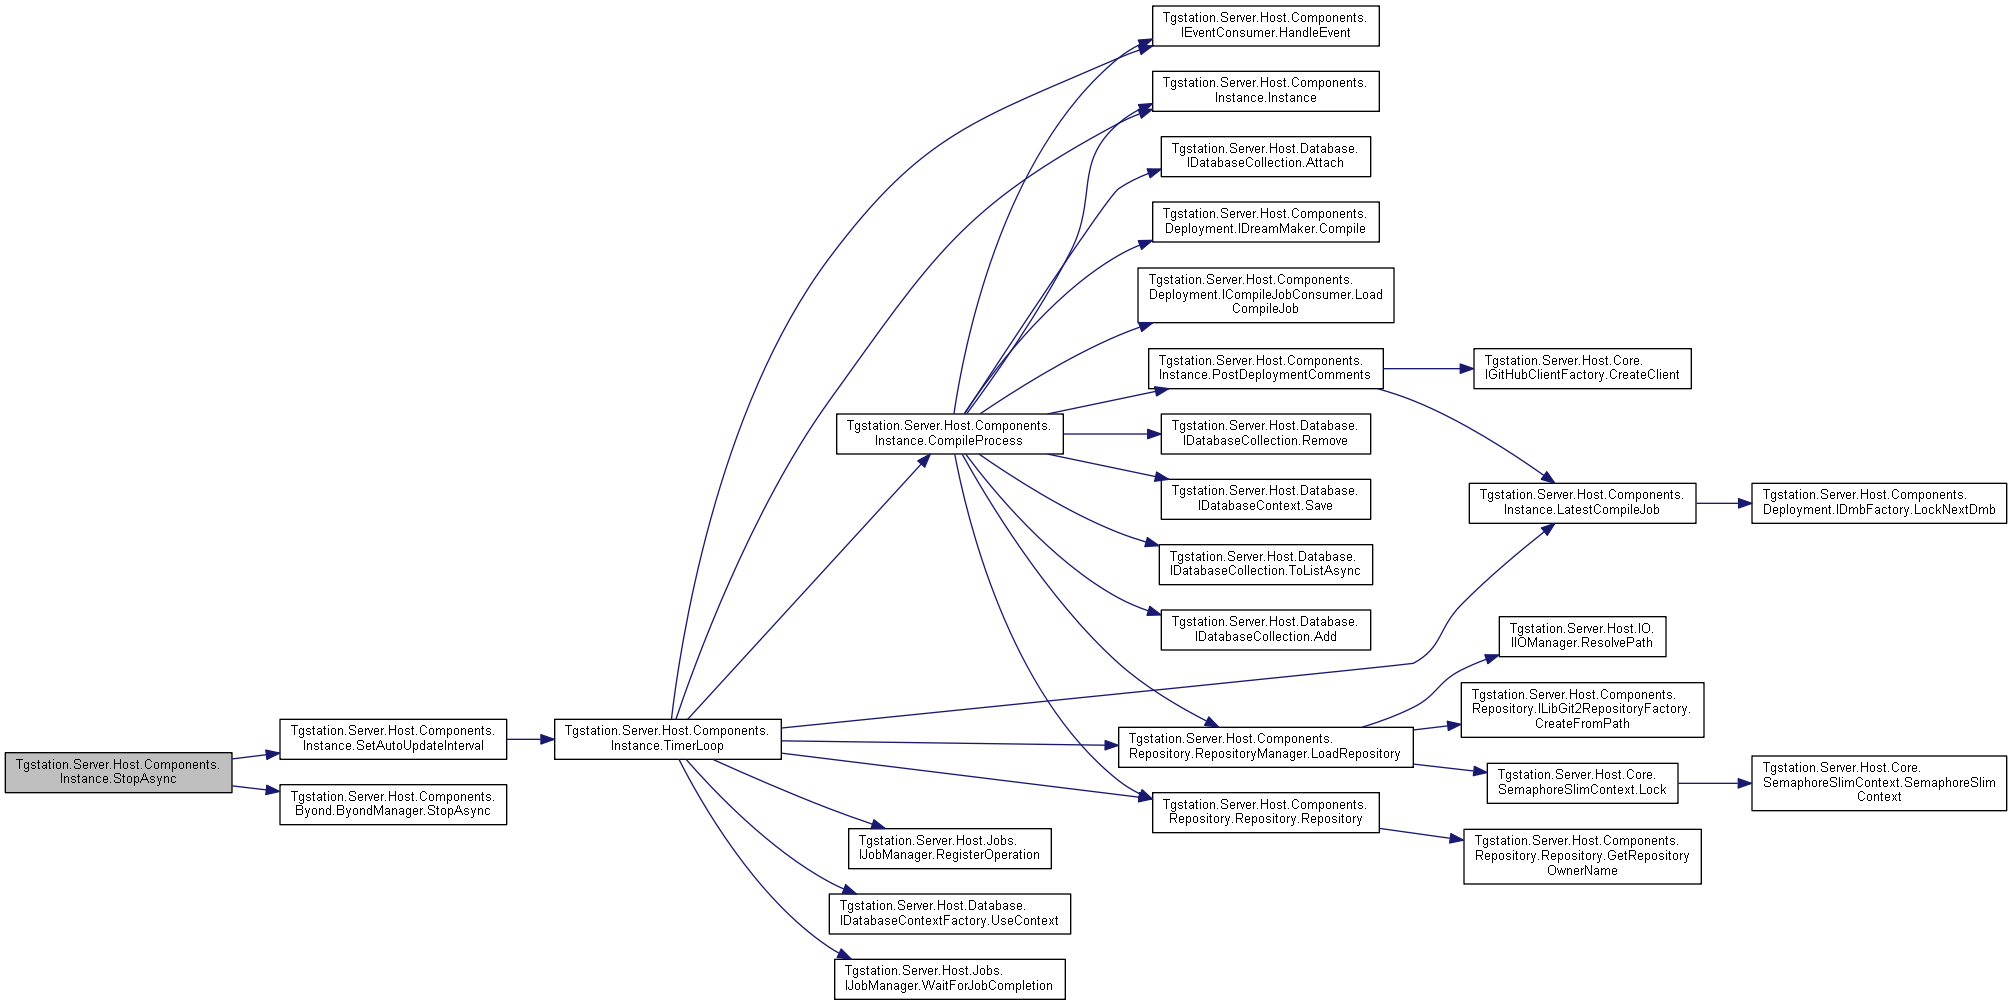 Tgstation.Server.Host.Components.
Instance.StopAsync
Tgstation.Server.Host.Components.
Instance.SetAutoUpdateInterval
Tgstation.Server.Host.Components.
Byond.ByondManager.StopAsync
Tgstation.Server.Host.Components.
Instance.TimerLoop
Tgstation.Server.Host.Components.
Instance.CompileProcess
Tgstation.Server.Host.Jobs.
IJobManager.RegisterOperation
Tgstation.Server.Host.Database.
IDatabaseContextFactory.UseContext
Tgstation.Server.Host.Jobs.
IJobManager.WaitForJobCompletion
Tgstation.Server.Host.Components.
IEventConsumer.HandleEvent
Tgstation.Server.Host.Components.
Instance.Instance
Tgstation.Server.Host.Database.
IDatabaseCollection.Attach
Tgstation.Server.Host.Components.
Deployment.IDreamMaker.Compile
Tgstation.Server.Host.Components.
Deployment.ICompileJobConsumer.Load
CompileJob
Tgstation.Server.Host.Components.
Instance.PostDeploymentComments
Tgstation.Server.Host.Database.
IDatabaseCollection.Remove
Tgstation.Server.Host.Database.
IDatabaseContext.Save
Tgstation.Server.Host.Database.
IDatabaseCollection.ToListAsync
Tgstation.Server.Host.Database.
IDatabaseCollection.Add
Tgstation.Server.Host.Components.
Repository.RepositoryManager.LoadRepository
Tgstation.Server.Host.Components.
Repository.Repository.Repository
Tgstation.Server.Host.Core.
IGitHubClientFactory.CreateClient
Tgstation.Server.Host.Components.
Instance.LatestCompileJob
Tgstation.Server.Host.IO.
IIOManager.ResolvePath
Tgstation.Server.Host.Components.
Repository.ILibGit2RepositoryFactory.
CreateFromPath
Tgstation.Server.Host.Core.
SemaphoreSlimContext.Lock
Tgstation.Server.Host.Components.
Repository.Repository.GetRepository
OwnerName
Tgstation.Server.Host.Components.
Deployment.IDmbFactory.LockNextDmb
Tgstation.Server.Host.Core.
SemaphoreSlimContext.SemaphoreSlim
Context